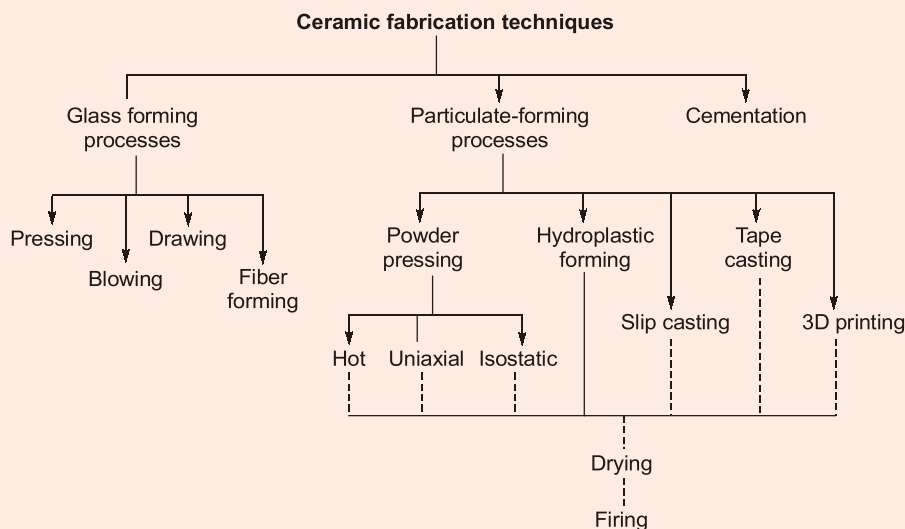 Ceramic fabrication techniques
Glass forming
processes
Particulate-forming
processes
Cementation
Pressing
Blowing
Drawing
Fiber
forming
Powder
pressing
Hydroplastic
forming
Slip casting
Tape
casting
3D printing
Hot
Uniaxial
Isostatic
Drying
Firing